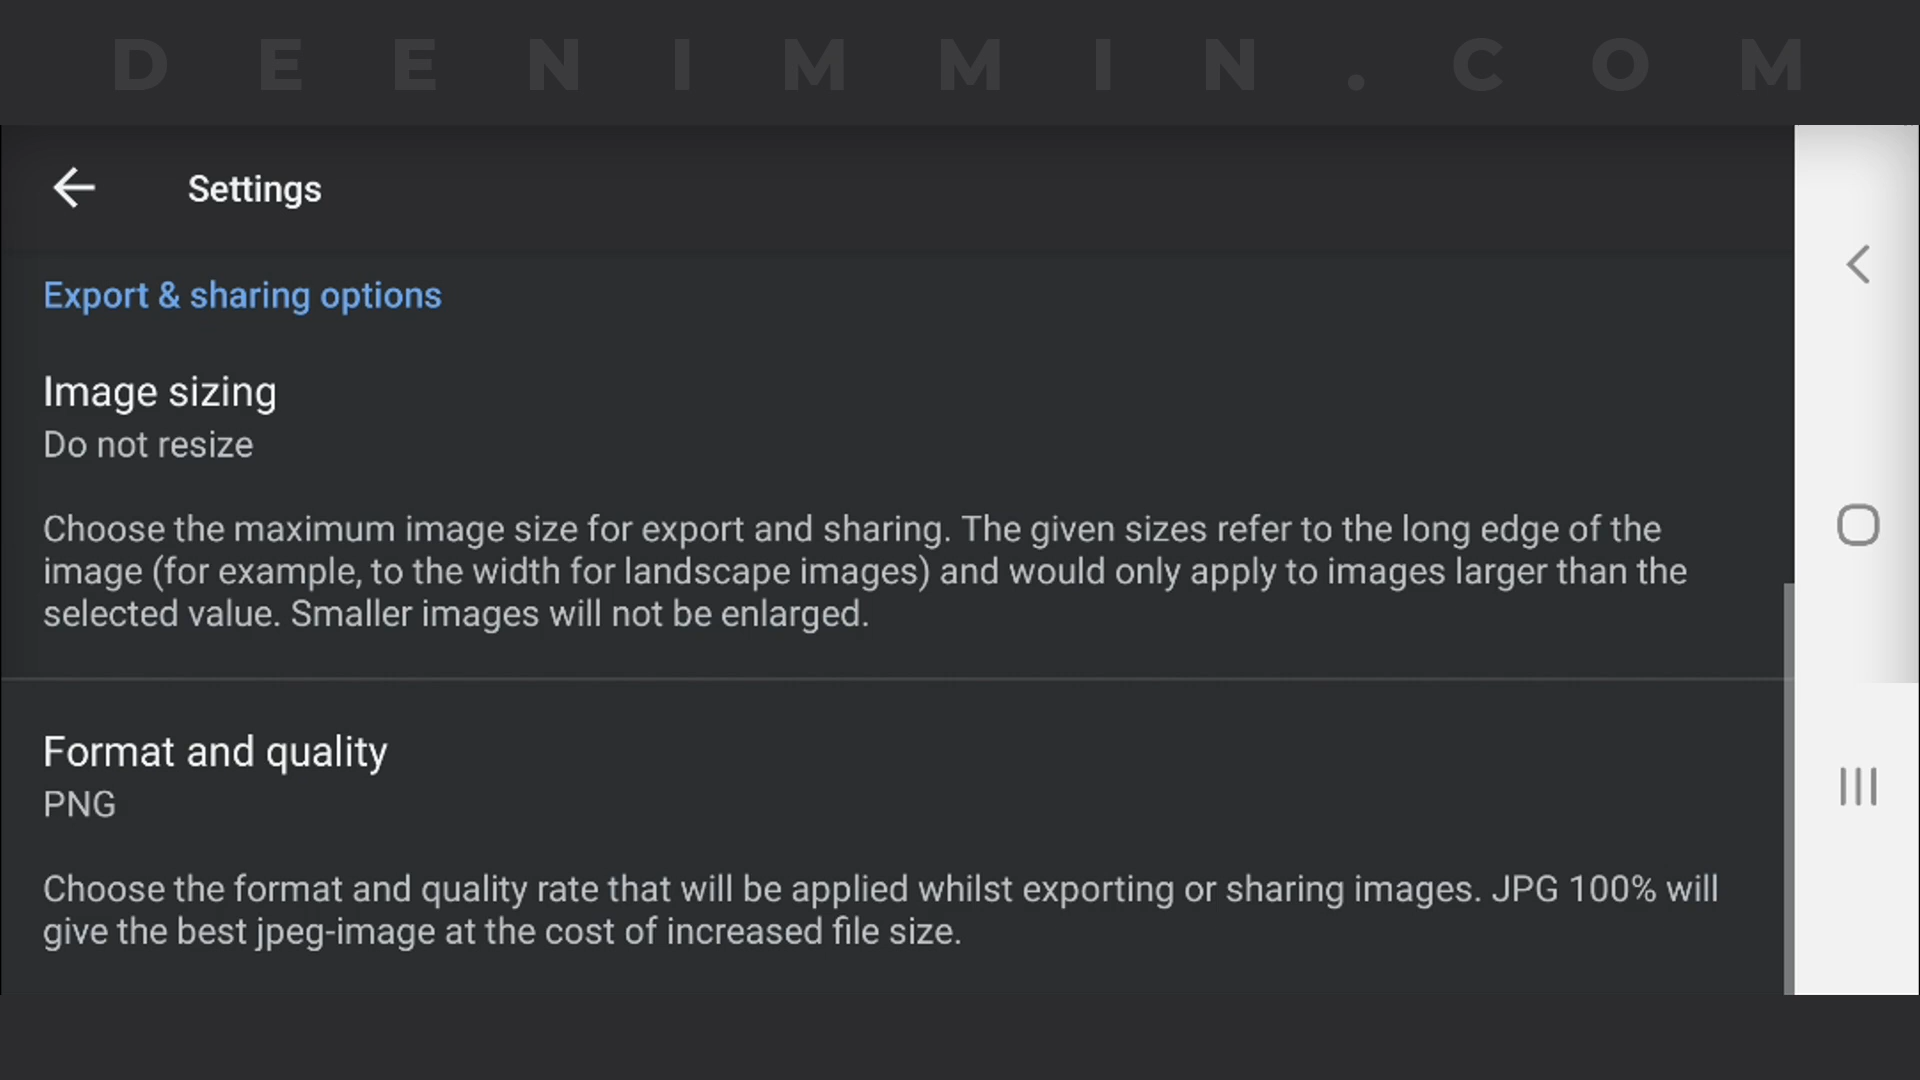 DEENIMMIN.COM
Settings
Export & sharing options
Image sizing
Do not resize
Choose the maximum image size for export and sharing. The given sizes refer to the long edge of the
image (for example, to the width for landscape images) and would only apply to images larger than the
selected value. Smaller images will not be enlarged.
Format and quality
PNG
Choose the format and quality rate that will be applied whilst exporting or sharing images. JPG 100% will
give the best jpeg-image at the cost of increased file size.